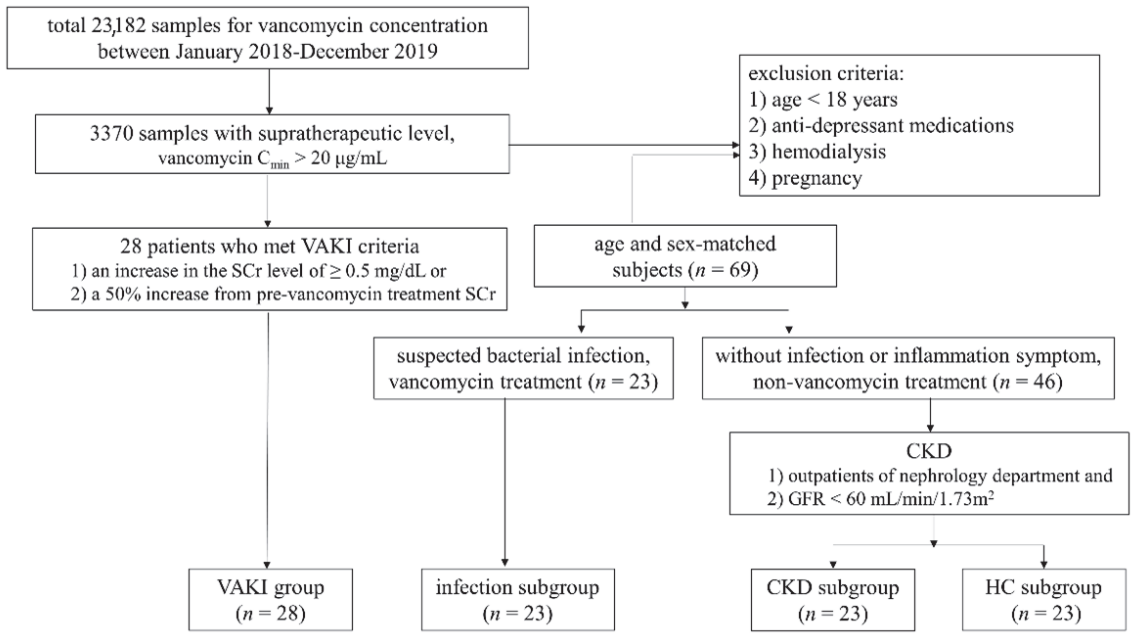 total 23,182 samples for vancomycin concentration
between January 2018-December 2019
exclusion criteria:
1) age < 18 years
2) anti-depressant medications
3) hemodialysis
4) pregnancy
3370 samples with supratherapeutic level,
vancomycin Cmin > 20 μg/mL
28 patients who met VAKI criteria
1) an increase in the SCr level of ≥ 0.5 mg/dL or
2) a 50% increase from pre-vancomycin treatment SCr
age and sex-matched
subjects (n = 69)
suspected bacterial infection,
vancomycin treatment (n = 23)
without infection or inflammation symptom,
non-vancomycin treatment (n = 46)
CKD
1) outpatients of nephrology department and
2) GFR < 60 mL/min/1.73m²
VAKI group
(n = 28)
infection subgroup
(n = 23)
CKD subgroup
(n = 23)
HC subgroup
(n = 23)